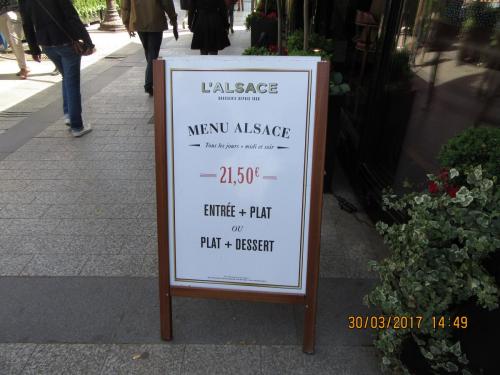 L'ALSACE
BRASSERIE DEPUIS 1968
MENU ALSACE
Tous les jours • midi et soir
21,50€
ENTRÉE + PLAT
OU
PLAT + DESSERT
30/03/2017 14:49